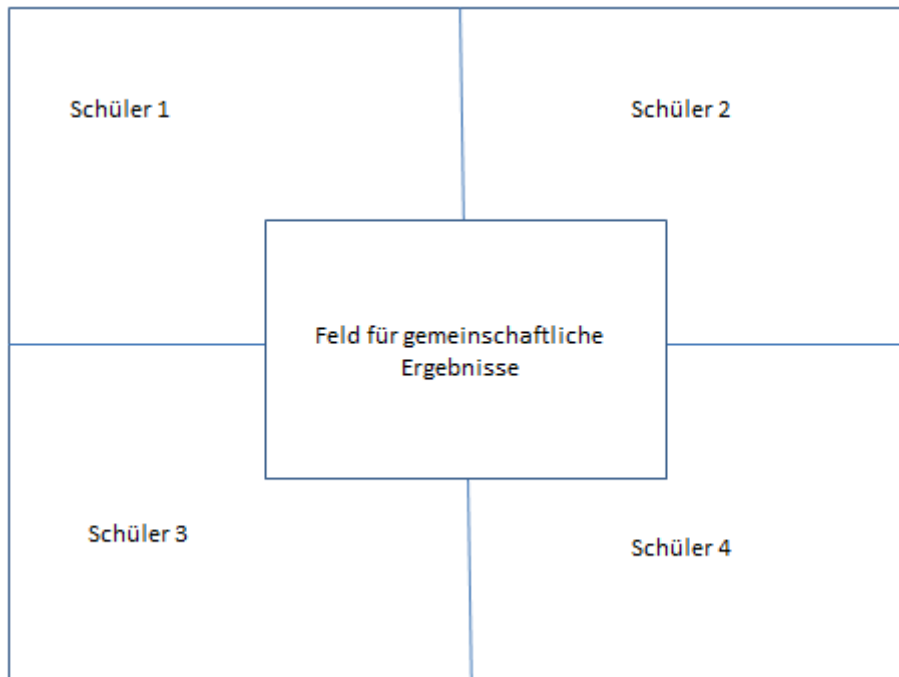 Schüler 1
Schüler 2
Feld für gemeinschaftliche
Ergebnisse
Schüler 3
Schüler 4